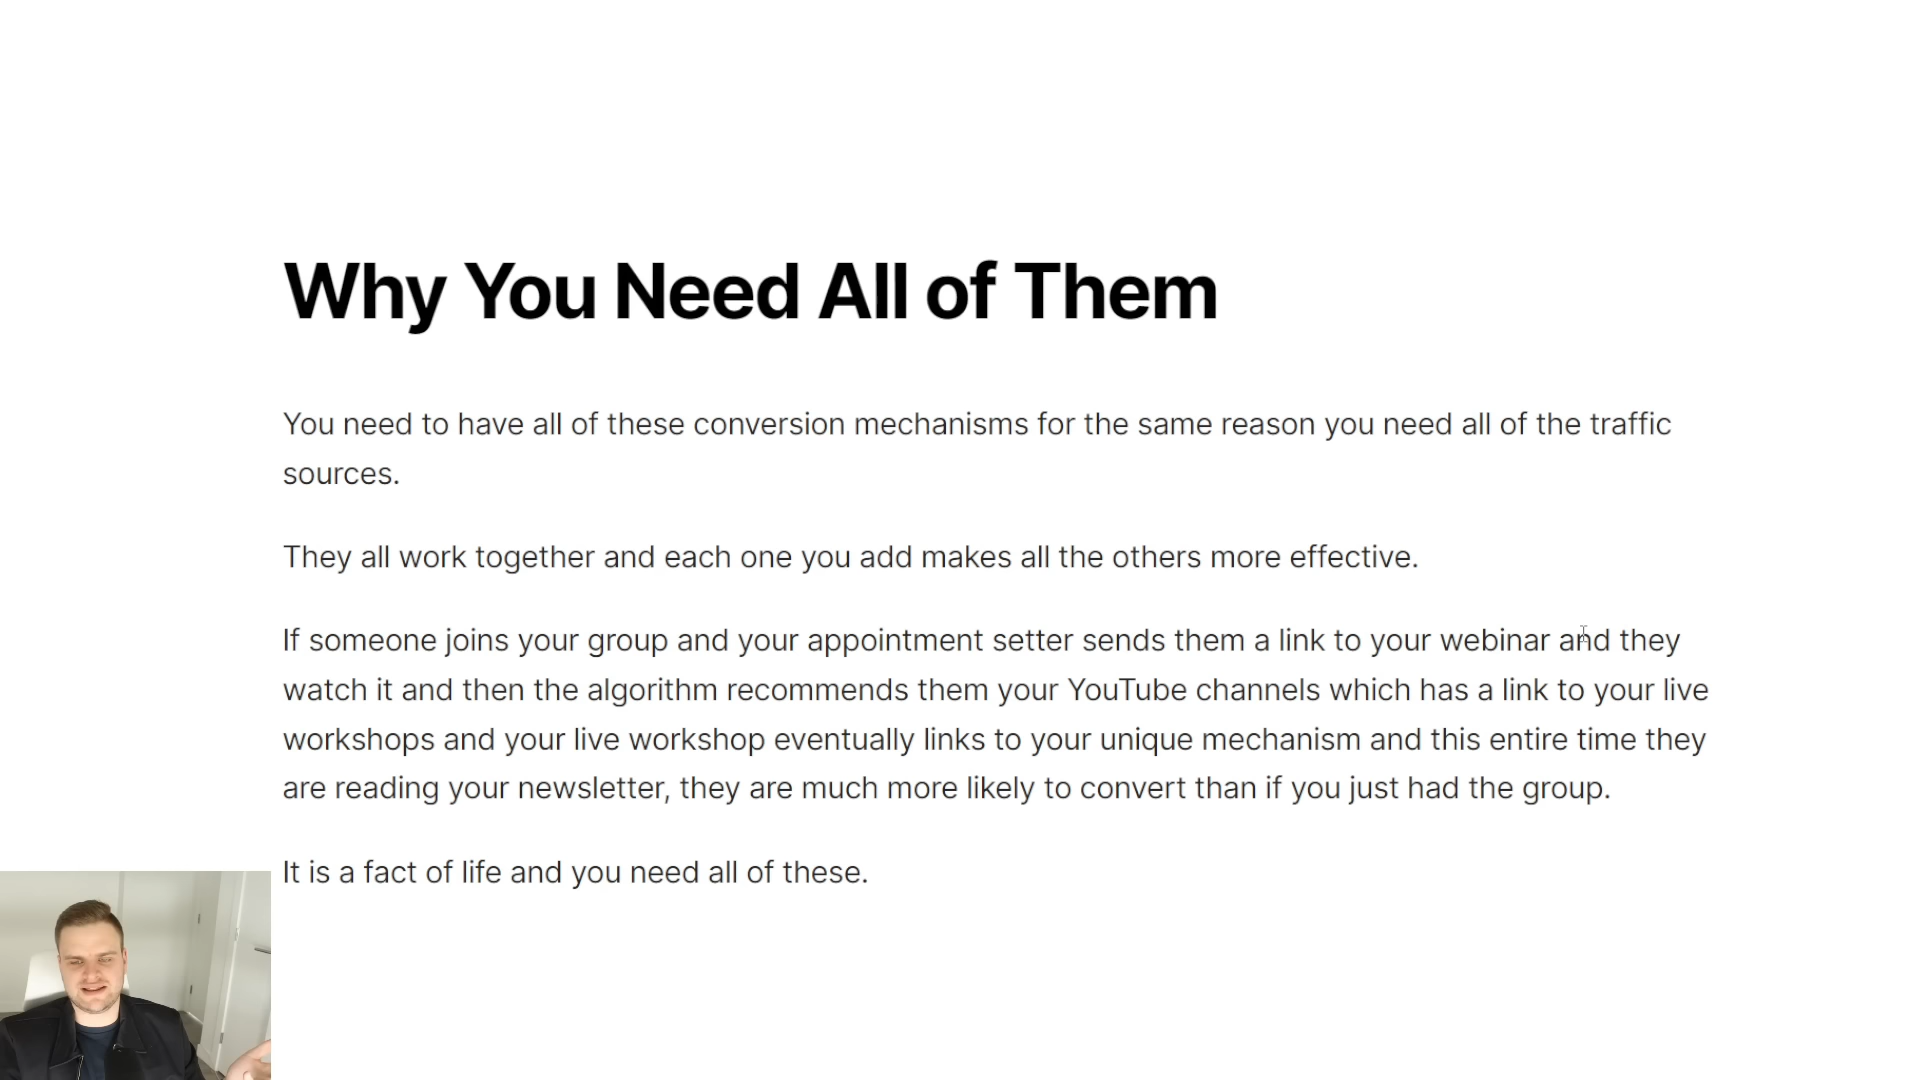 Why You Need All of Them
You need to have all of these conversion mechanisms for the same reason you need all of the traffic
sources.
They all work together and each one you add makes all the others more effective.
If someone joins your group and your appointment setter sends them a link to your webinar and they
watch it and then the algorithm recommends them your YouTube channels which has a link to your live
workshops and your live workshop eventually links to your unique mechanism and this entire time they
are reading your newsletter, they are much more likely to convert than if you just had the group.
It is a fact of life and you need all of these.